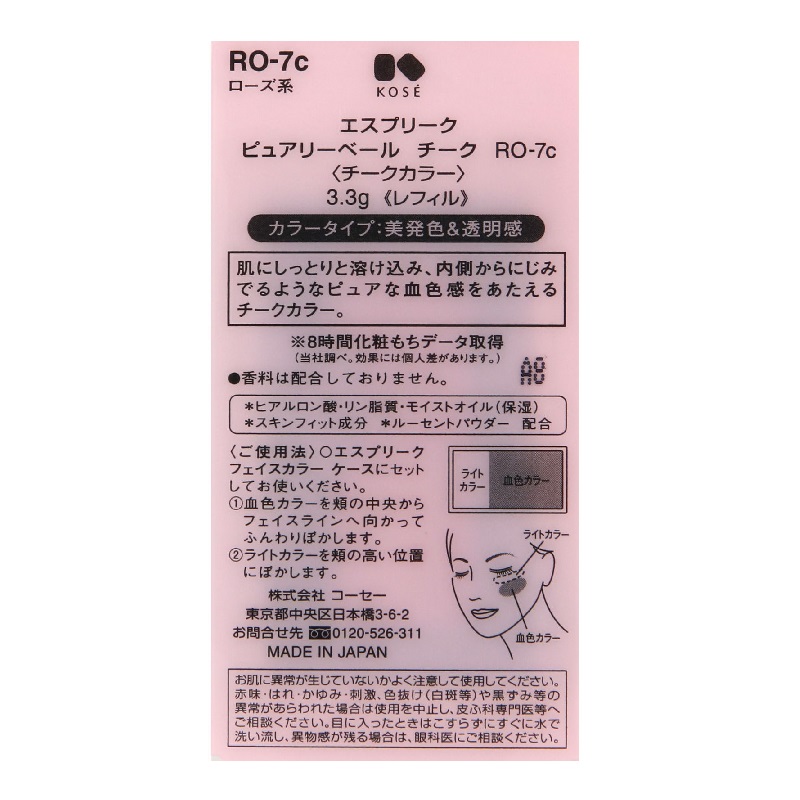 RO-7c
ローズ系
KOSÉ
エスプリーク
ピュアリーベール チーク RO-7c
〈チークカラー〉
3.3g《レフィル》
カラータイプ:美発色&透明感
肌にしっとりと溶け込み、内側からにじみ
でるようなピュアな血色感をあたえる
チークカラー。
※8時間化粧もちデータ取得
(当社調べ。効果には個人差があります。)
●香料は配合しておりません。
*ヒアルロン酸・リン脂質・モイストオイル(保湿)
*スキンフィット成分 *ルーセントパウダー 配合
〈ご使用法〉○エスプリーク
フェイスカラー ケースにセット
してお使いください。
①血色カラーを頬の中央から
フェイスラインへ向かって
ふんわりぼかします。
②ライトカラーを頬の高い位置
にぼかします。
ライト
カラー
血色カラー
ライトカラー
血色カラー
株式会社 コーセー
東京都中央区日本橋3-6-2
お問合せ先 0120-526-311
MADE IN JAPAN
お肌に異常が生じていないかよく注意して使用してください。
赤味・はれ・かゆみ・刺激、色抜け(白斑等)や黒ずみ等の
異常があらわれた場合は使用を中止し、皮ふ科専門医等へ
ご相談ください。目に入ったときはこすらずにすぐに水で
洗い流し、異物感が残る場合は、眼科医にご相談ください。